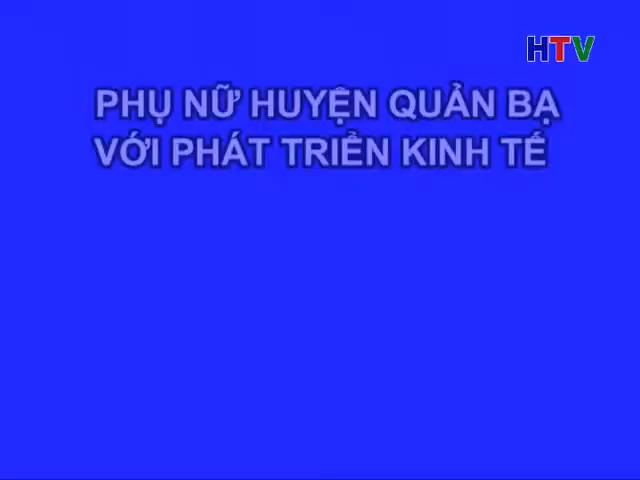 HTV
PHỤ NỮ HUYỆN QUẢN BẠ
VỚI PHÁT TRIỂN KINH TẾ